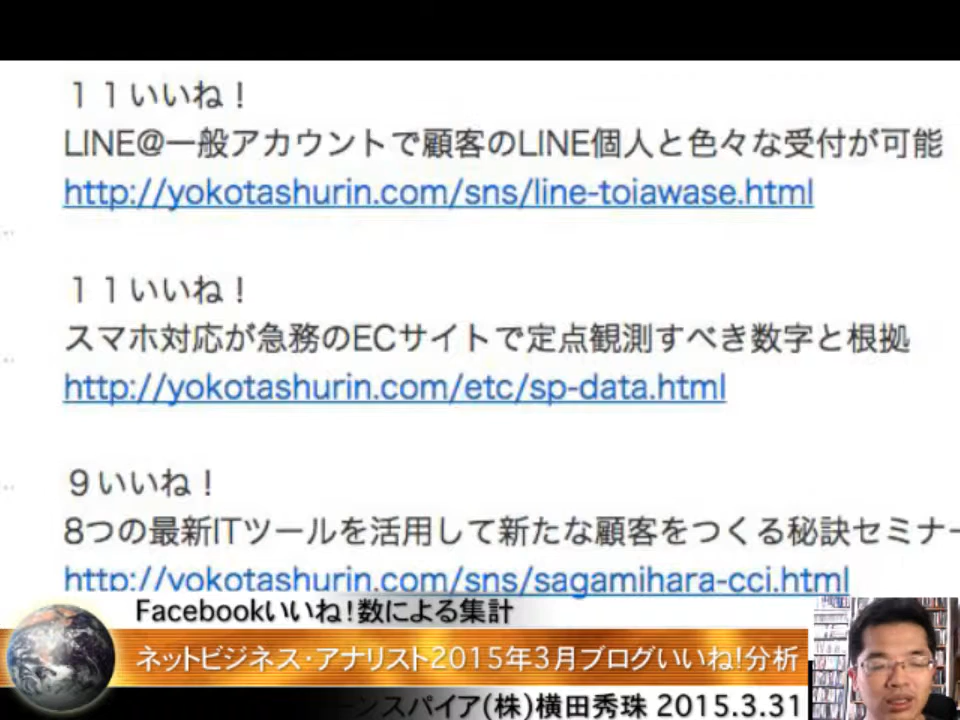 １１いいね！
LINE@一般アカウントで顧客のLINE個人と色々な受付が可能
http://yokotashurin.com/sns/line-toiawase.html
１１いいね！
スマホ対応が急務のECサイトで定点観測すべき数字と根拠
http://yokotashurin.com/etc/sp-data.html
９いいね！
8つの最新ITツールを活用して新たな顧客をつくる秘訣セミナー
http://yokotashurin.com/sns/sagamihara-cci.html
Facebookいいね！数による集計
ネットビジネス・アナリスト2015年3月ブログいいね!分析
ーンスパイア(株)横田秀珠 2015.3.31